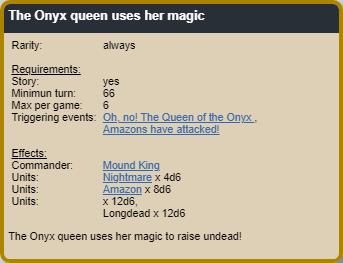 The Onyx queen uses her magic
Rarity: always
Requirements:
Story: yes
Minimun turn: 66
Max per game: 6
Triggering events: Oh, no! The Queen of the Onyx ,
Amazons have attacked!
Effects:
Commander: Mound King
Units: Nightmare x 4d6
Units: Amazon x 8d6
Units: x 12d6,
Longdead x 12d6
The Onyx queen uses her magic to raise undead!